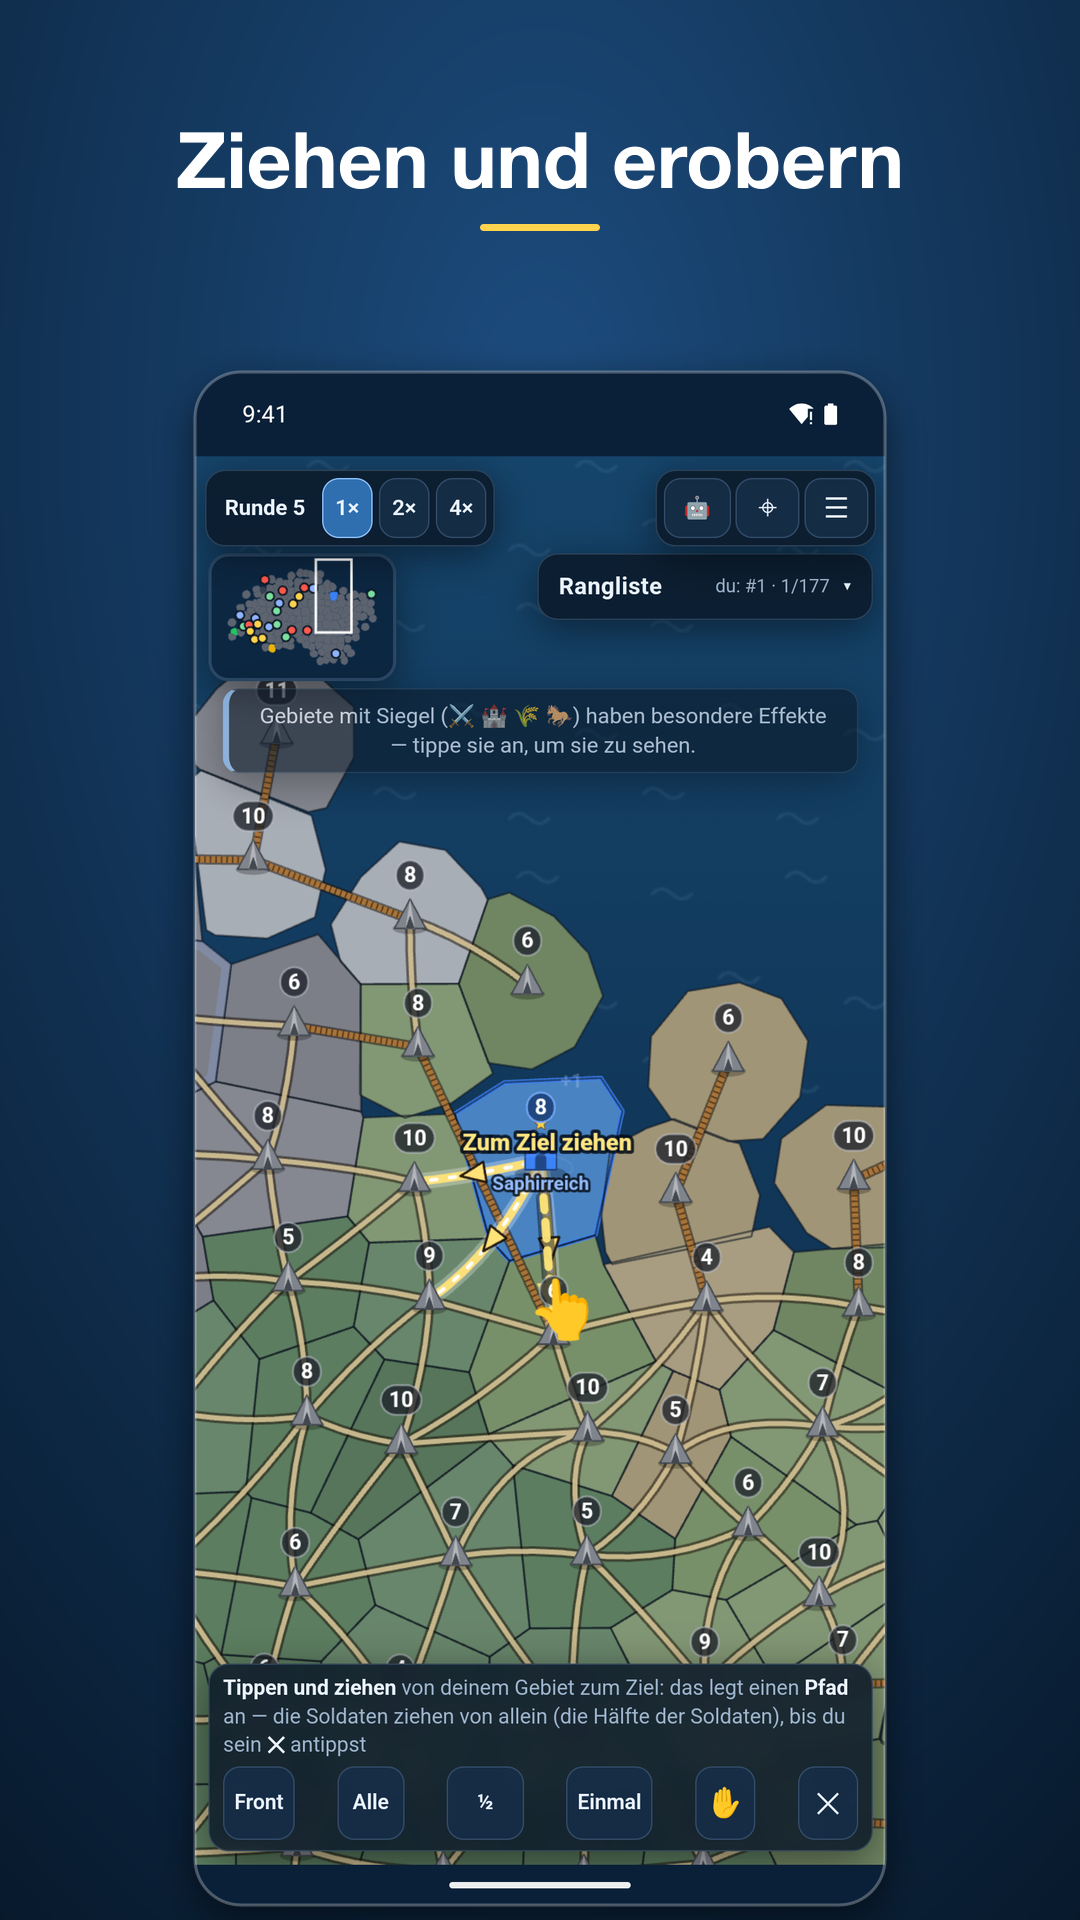 Ziehen und erobern
9:41
Runde 5 1× 2× 4×
Rangliste du: #1 · 1/177 ▾
11
Gebiete mit Siegel (⚔️ 🏰 🌾 🐎) haben besondere Effekte
— tippe sie an, um sie zu sehen.
10
8
6
6
8
6
+1
8
8
10
Zum Ziel ziehen
10
10
Saphirreich
5
9
4
8
8
10
10
5
7
6
7
5
6
10
9
7
Tippen und ziehen von deinem Gebiet zum Ziel: das legt einen Pfad
an — die Soldaten ziehen von allein (die Hälfte der Soldaten), bis du
sein ✕ antippst
Front Alle ½ Einmal ✋ ✕